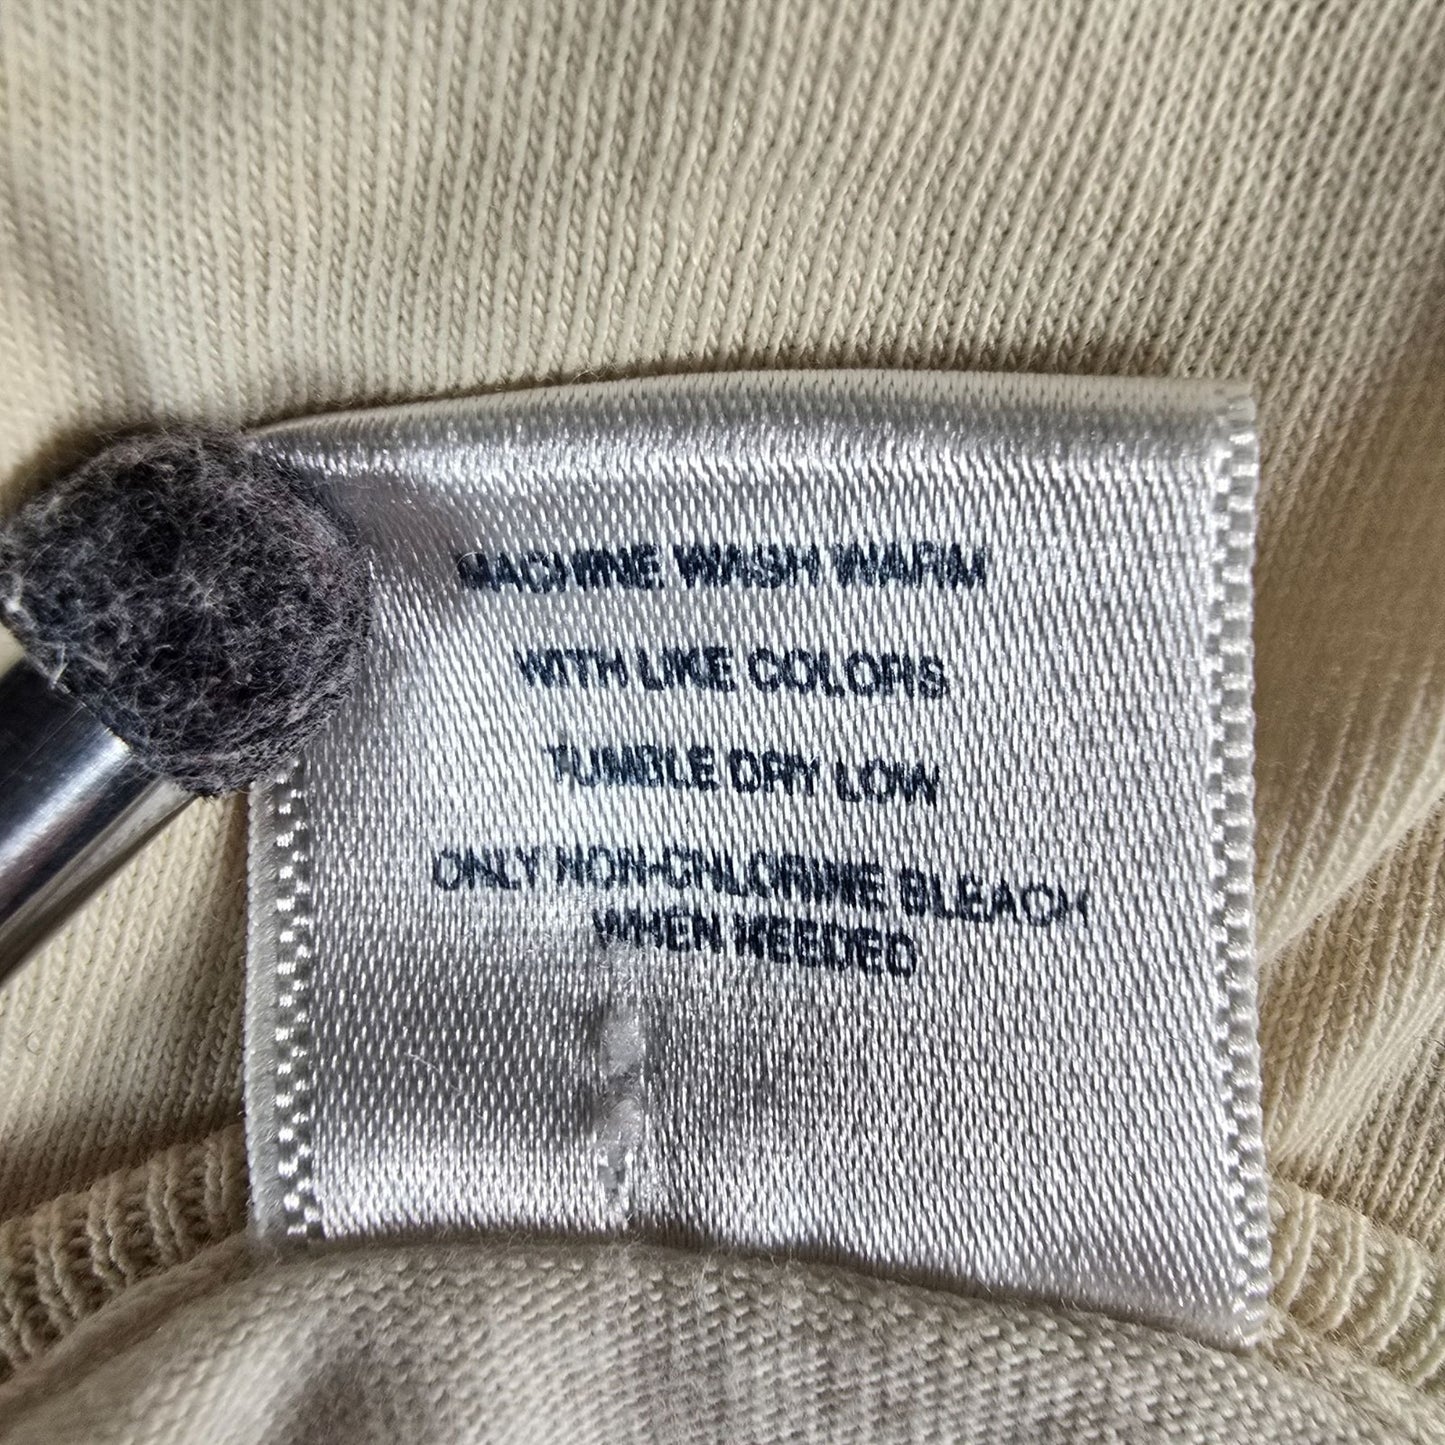 MACHINE WASH WARM
WITH LIKE COLORS
TUMBLE DRY LOW
ONLY NON-CHLORINE BLEACH
WHEN NEEDED